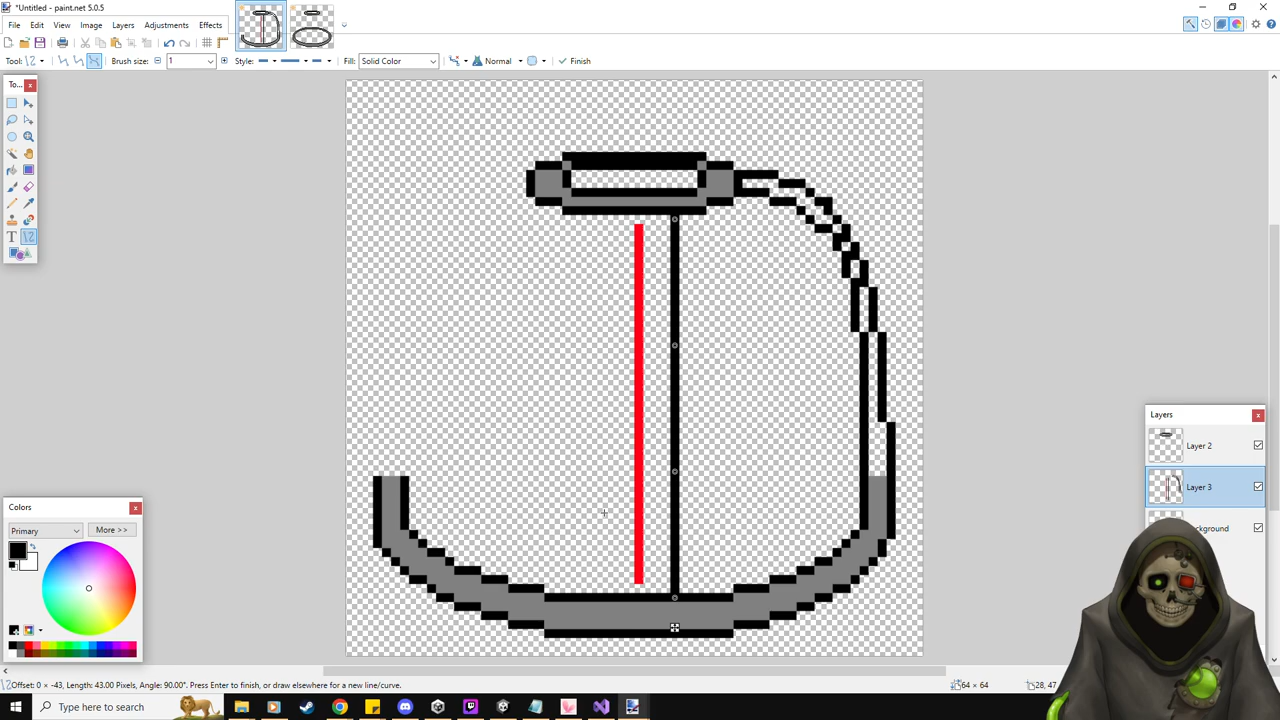 *Untitled - paint.net 5.0.5
File Edit View Image Layers Adjustments Effects
Tool: Brush size: 1 Style: Fill: Solid Color Normal Finish
To...
Layers
Layer 2
Layer 3
Colors
Primary More >>
Offset: 0 × -43, Length: 43.00 Pixels, Angle: 90.00°. Press Enter to finish, or draw elsewhere for a new line/curve. 64 × 64 28, 47
Type here to search